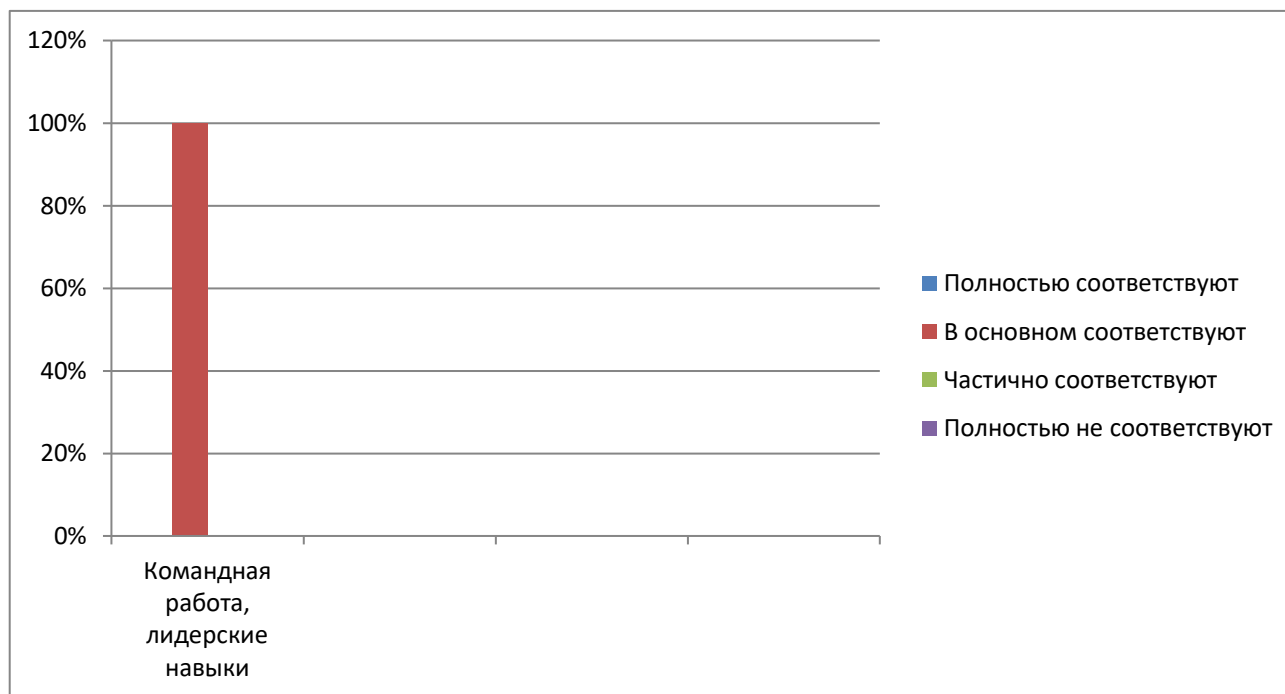 120%
100%
80%
60%
40%
20%
0%
Командная
работа,
лидерские
навыки
Полностью соответствуют
В основном соответствуют
Частично соответствуют
Полностью не соответствуют